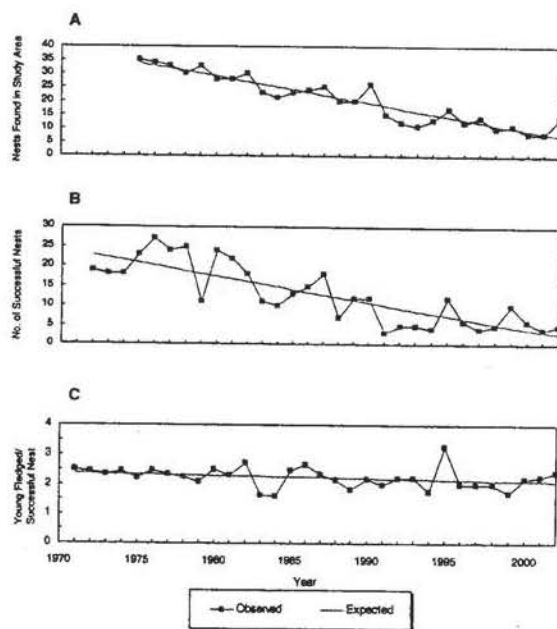 A
Nests Found in Study Area
40
35
30
25
20
15
10
5
0
B
No. of Successful Nests
30
25
20
15
10
5
0
C
Young Fledged/
Successful Nest
4
3
2
1
0
1970 1975 1980 1985 1990 1995 2000
Year
Observed Expected